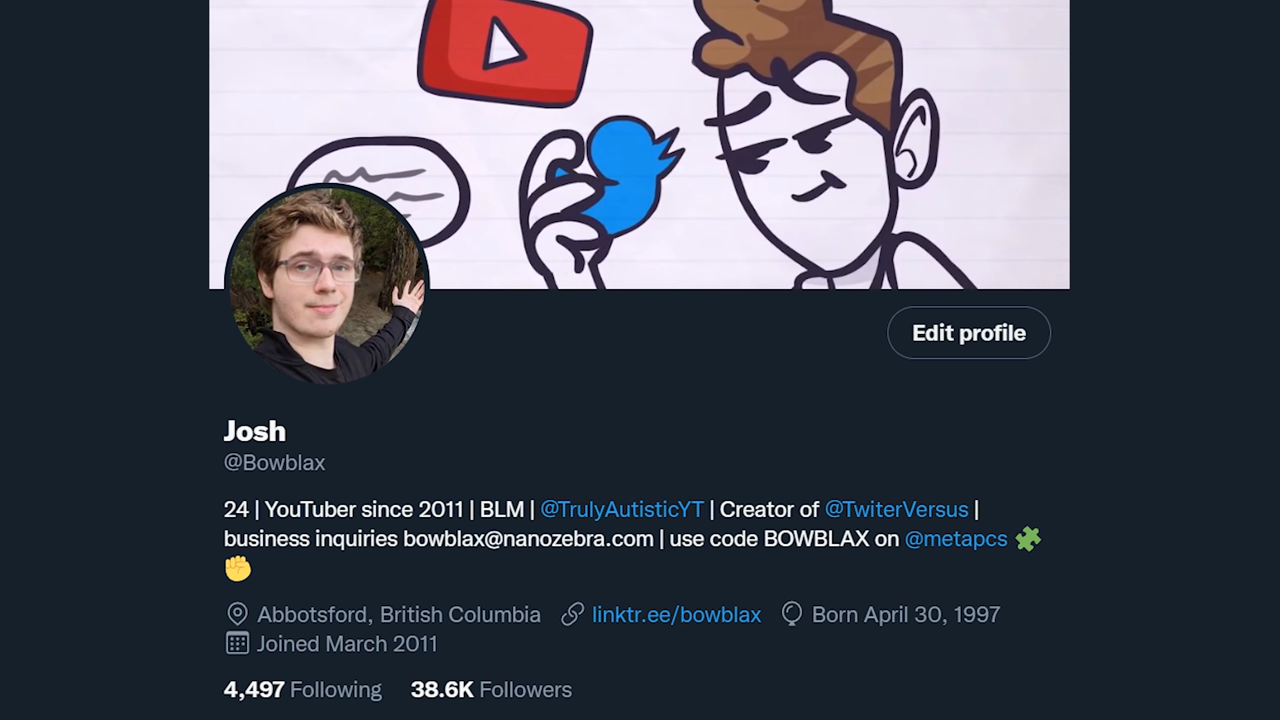 Edit profile
Josh
@Bowblax
24 | YouTuber since 2011 | BLM | @TrulyAutisticYT | Creator of @TwiterVersus |
business inquiries bowblax@nanozebra.com | use code BOWBLAX on @metapcs 🧩
✊
Abbotsford, British Columbia linktr.ee/bowblax Born April 30, 1997
Joined March 2011
4,497 Following 38.6K Followers